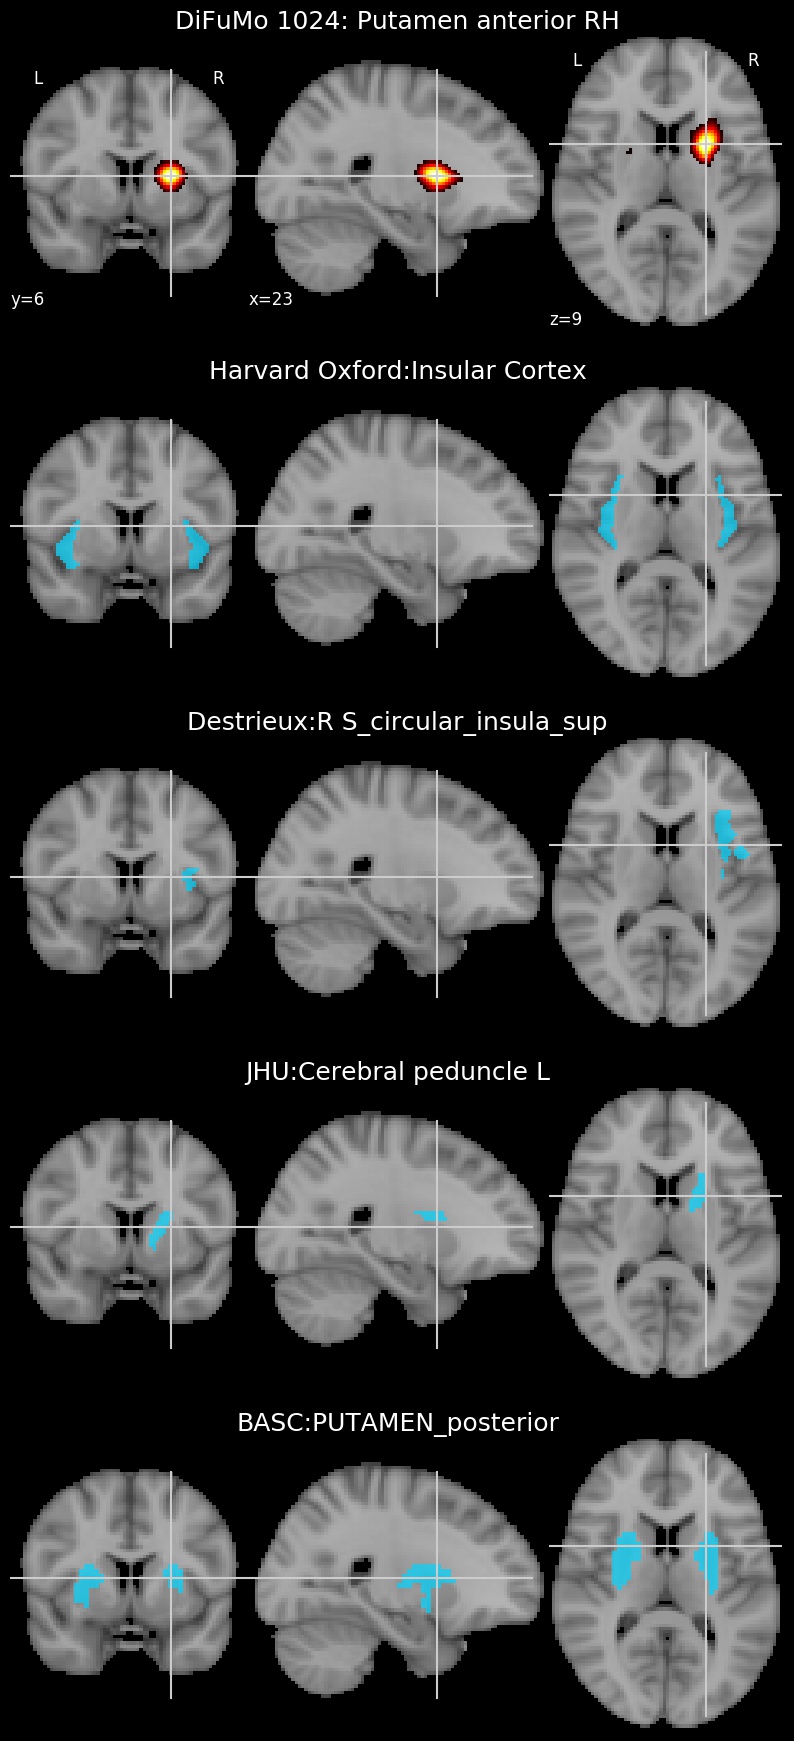 DiFuMo 1024: Putamen anterior RH
L R L R
y=6 x=23 z=9
Harvard Oxford:Insular Cortex
Destrieux:R S_circular_insula_sup
JHU:Cerebral peduncle L
BASC:PUTAMEN_posterior